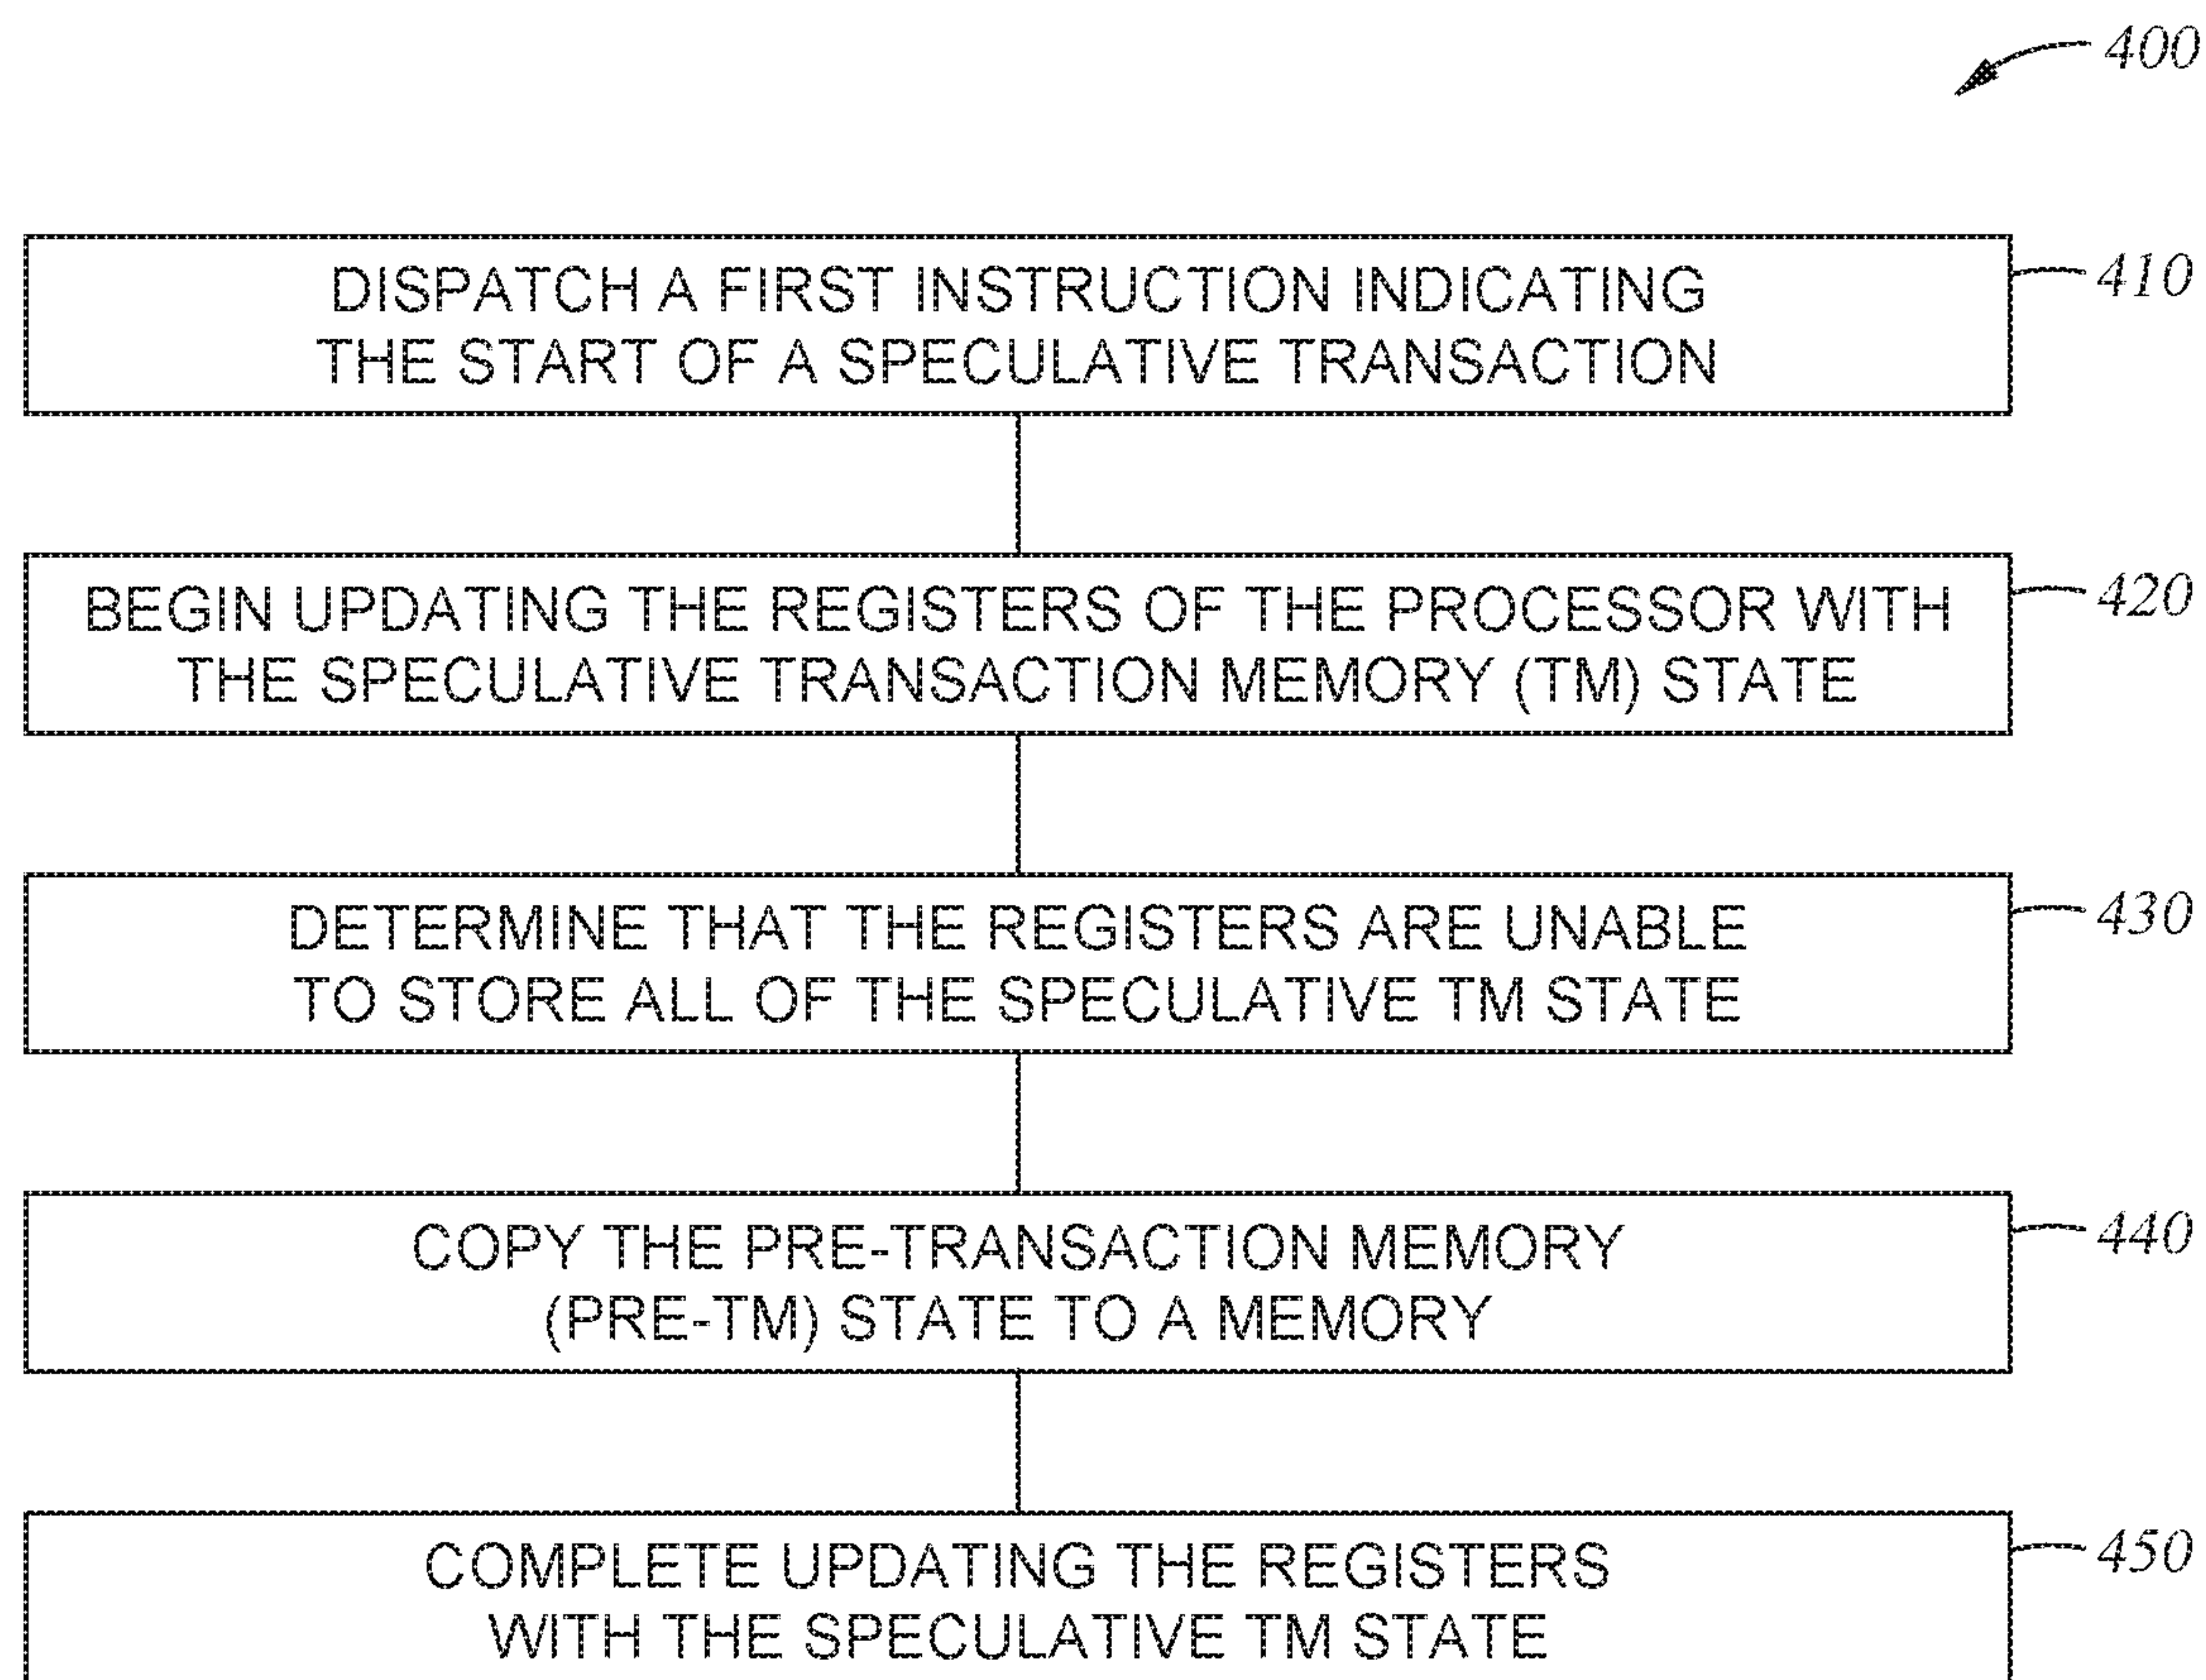 400
DISPATCH A FIRST INSTRUCTION INDICATING
THE START OF A SPECULATIVE TRANSACTION
410
BEGIN UPDATING THE REGISTERS OF THE PROCESSOR WITH
THE SPECULATIVE TRANSACTION MEMORY (TM) STATE
420
DETERMINE THAT THE REGISTERS ARE UNABLE
TO STORE ALL OF THE SPECULATIVE TM STATE
430
COPY THE PRE-TRANSACTION MEMORY
(PRE-TM) STATE TO A MEMORY
440
COMPLETE UPDATING THE REGISTERS
WITH THE SPECULATIVE TM STATE
450